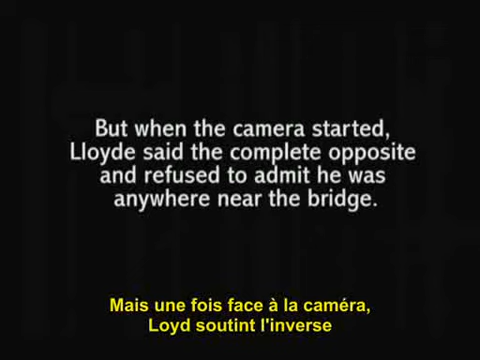 But when the camera started,
Lloyde said the complete opposite
and refused to admit he was
anywhere near the bridge.
Mais une fois face à la caméra,
Loyd soutint l'inverse